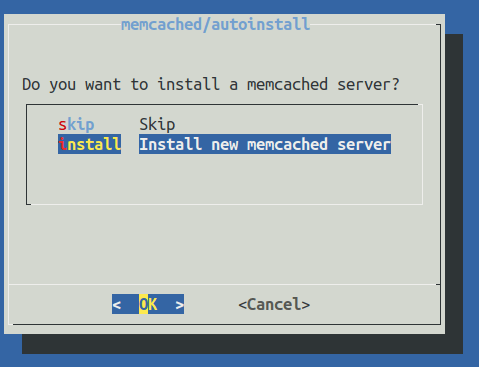 memcached/autoinstall
Do you want to install a memcached server?
skip Skip
install Install new memcached server
< OK > <Cancel>